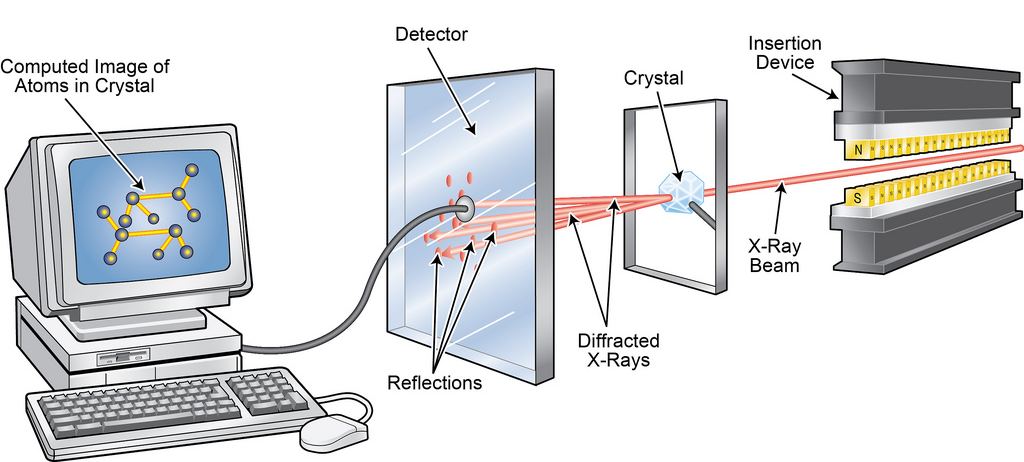 Computed Image of
Atoms in Crystal
Detector
Crystal
Insertion
Device
N
S
X-Ray
Beam
Diffracted
X-Rays
Reflections